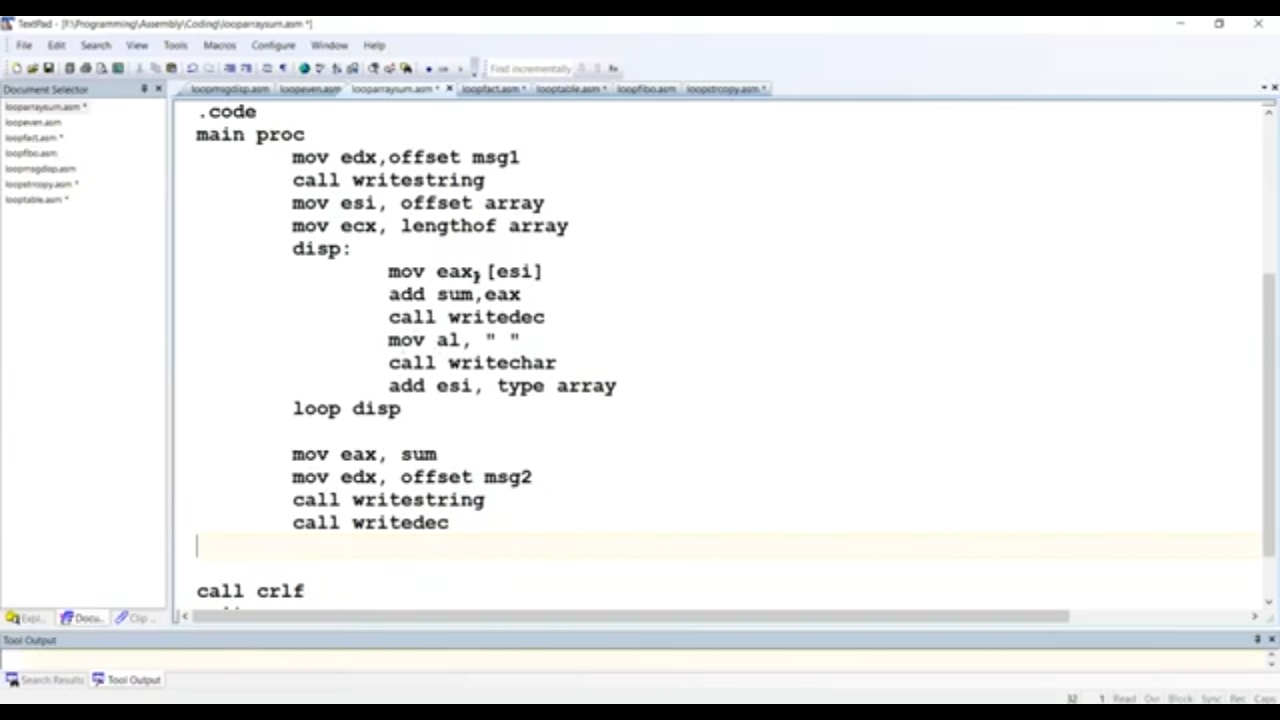 TextPad - [F:\Programming\Assembly\Coding\looparraysum.asm *]
File Edit Search View Tools Macros Configure Window Help
Find incrementally
Document Selector
loopmsgdisp.asm loopeven.asm looparraysum.asm * loopfact.asm * looptable.asm * loopfibo.asm loopstrcopy.asm *
looparraysum.asm *
loopeven.asm
loopfact.asm *
loopfibo.asm
loopmsgdisp.asm
loopstrcopy.asm *
looptable.asm *
.code
main proc
mov edx,offset msg1
call writestring
mov esi, offset array
mov ecx, lengthof array
disp:
mov eax, [esi]
add sum,eax
call writedec
mov al, " "
call writechar
add esi, type array
loop disp
mov eax, sum
mov edx, offset msg2
call writestring
call writedec
call crlf
Expl... Docu... Clip ...
Tool Output
Search Results Tool Output
32 1 Read Ovr Block Sync Rec Caps